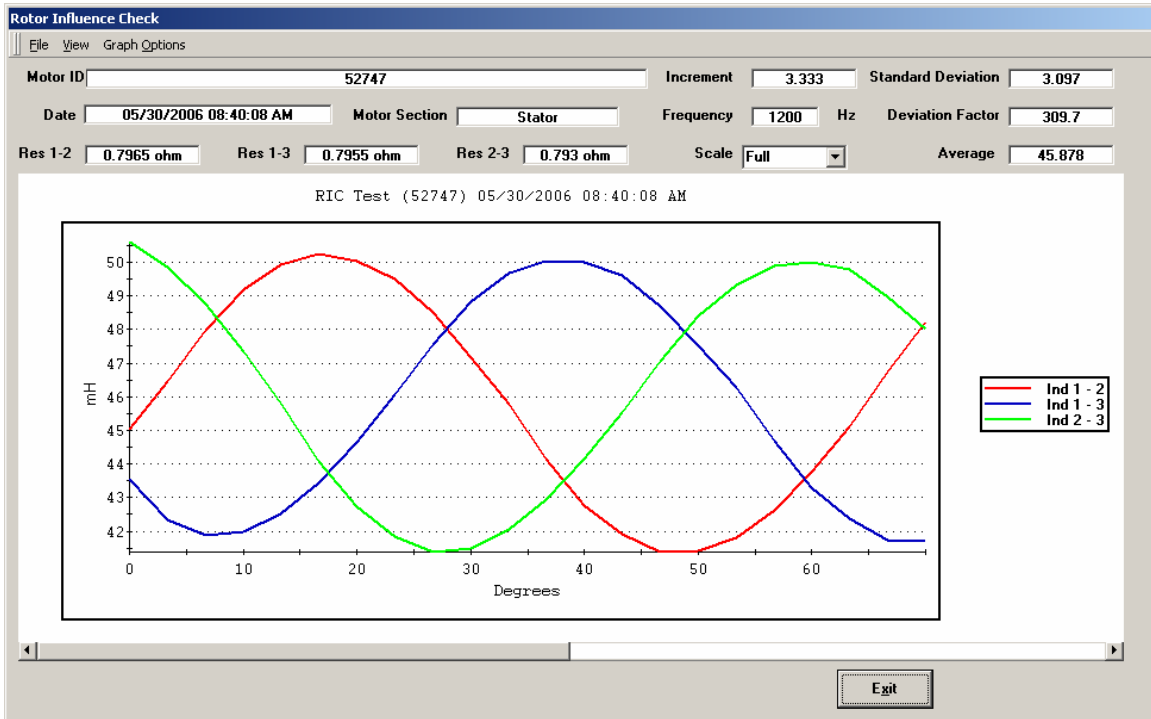 Rotor Influence Check
File View Graph Options
Motor ID 52747 Increment 3.333 Standard Deviation 3.097
Date 05/30/2006 08:40:08 AM Motor Section Stator Frequency 1200 Hz Deviation Factor 309.7
Res 1-2 0.7965 ohm Res 1-3 0.7955 ohm Res 2-3 0.793 ohm Scale Full Average 45.878
RIC Test (52747) 05/30/2006 08:40:08 AM
50
49
48
47
46
45
44
43
42
mH
0 10 20 30 40 50 60
Degrees
Ind 1 - 2
Ind 1 - 3
Ind 2 - 3
Exit